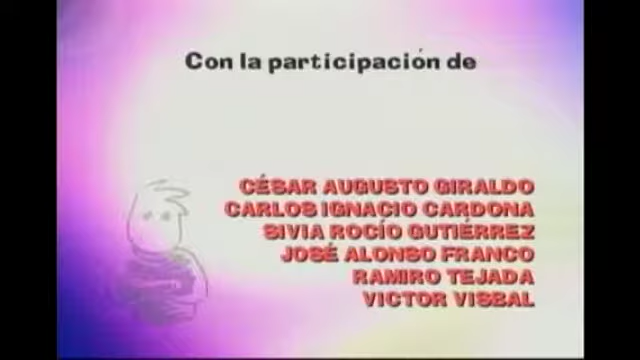 Con la participación de
CÉSAR AUGUSTO GIRALDO
CARLOS IGNACIO CARDONA
SIVIA ROCÍO GUTIÉRREZ
JOSÉ ALONSO FRANCO
RAMIRO TEJADA
VICTOR VISBAL